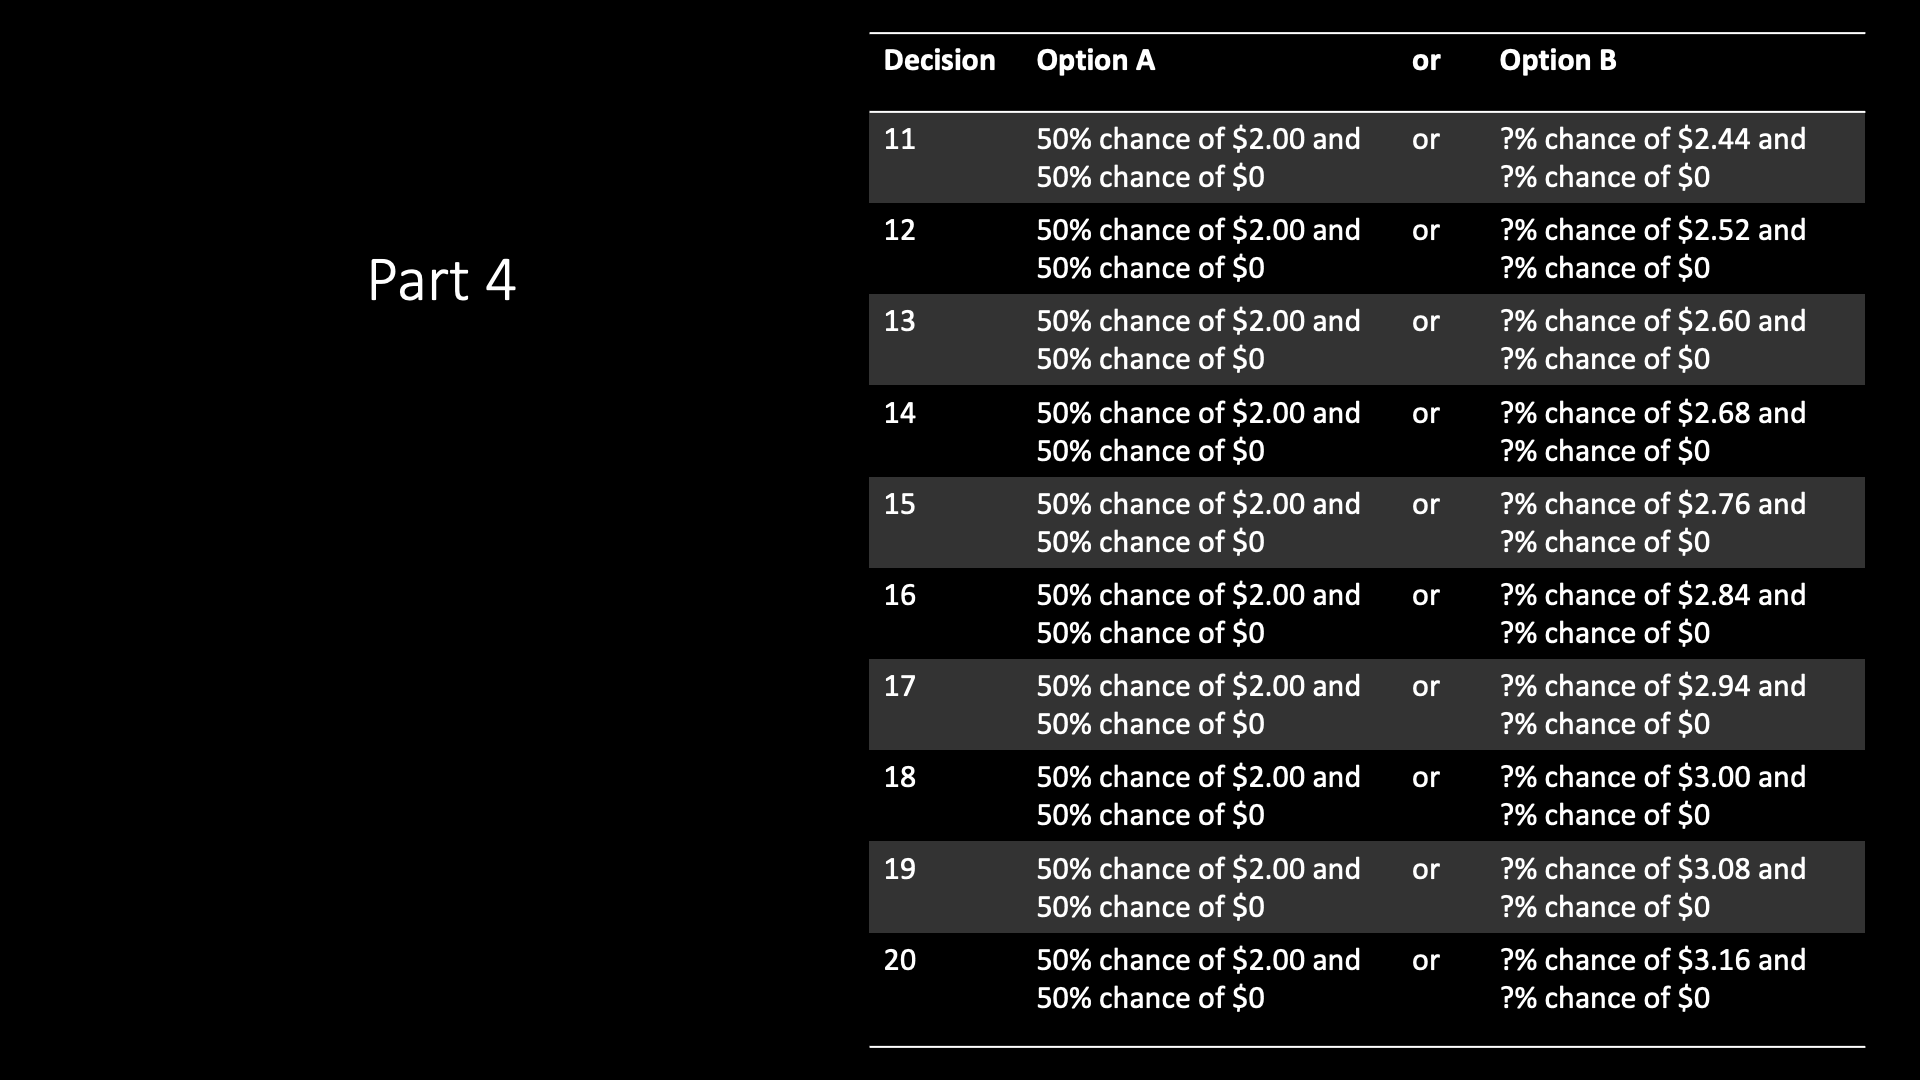 Part 4
Decision Option A or Option B
11 50% chance of $2.00 and or ?% chance of $2.44 and
50% chance of $0 ?% chance of $0
12 50% chance of $2.00 and or ?% chance of $2.52 and
50% chance of $0 ?% chance of $0
13 50% chance of $2.00 and or ?% chance of $2.60 and
50% chance of $0 ?% chance of $0
14 50% chance of $2.00 and or ?% chance of $2.68 and
50% chance of $0 ?% chance of $0
15 50% chance of $2.00 and or ?% chance of $2.76 and
50% chance of $0 ?% chance of $0
16 50% chance of $2.00 and or ?% chance of $2.84 and
50% chance of $0 ?% chance of $0
17 50% chance of $2.00 and or ?% chance of $2.94 and
50% chance of $0 ?% chance of $0
18 50% chance of $2.00 and or ?% chance of $3.00 and
50% chance of $0 ?% chance of $0
19 50% chance of $2.00 and or ?% chance of $3.08 and
50% chance of $0 ?% chance of $0
20 50% chance of $2.00 and or ?% chance of $3.16 and
50% chance of $0 ?% chance of $0